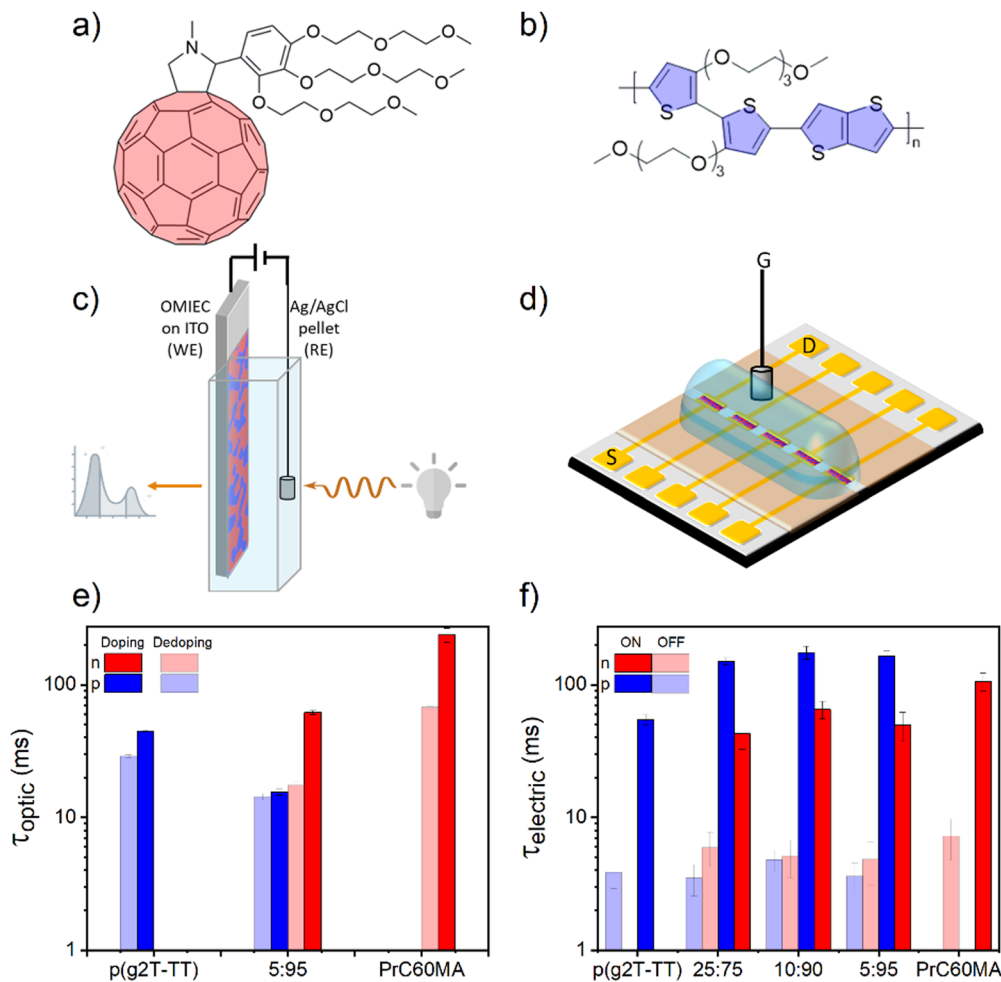 a)
N
O
O
O
O
O
O
O
O
O
b)
O
O
3
S
S
S
S
n
O
O
3
c)
OMIEC
on ITO
(WE)
Ag/AgCl
pellet
(RE)
d)
G
D
S
e)
Doping Dedoping
n
p
τoptic (ms)
100
10
1
p(g2T-TT) 5:95 PrC60MA
f)
ON OFF
n
p
τelectric (ms)
100
10
1
p(g2T-TT) 25:75 10:90 5:95 PrC60MA